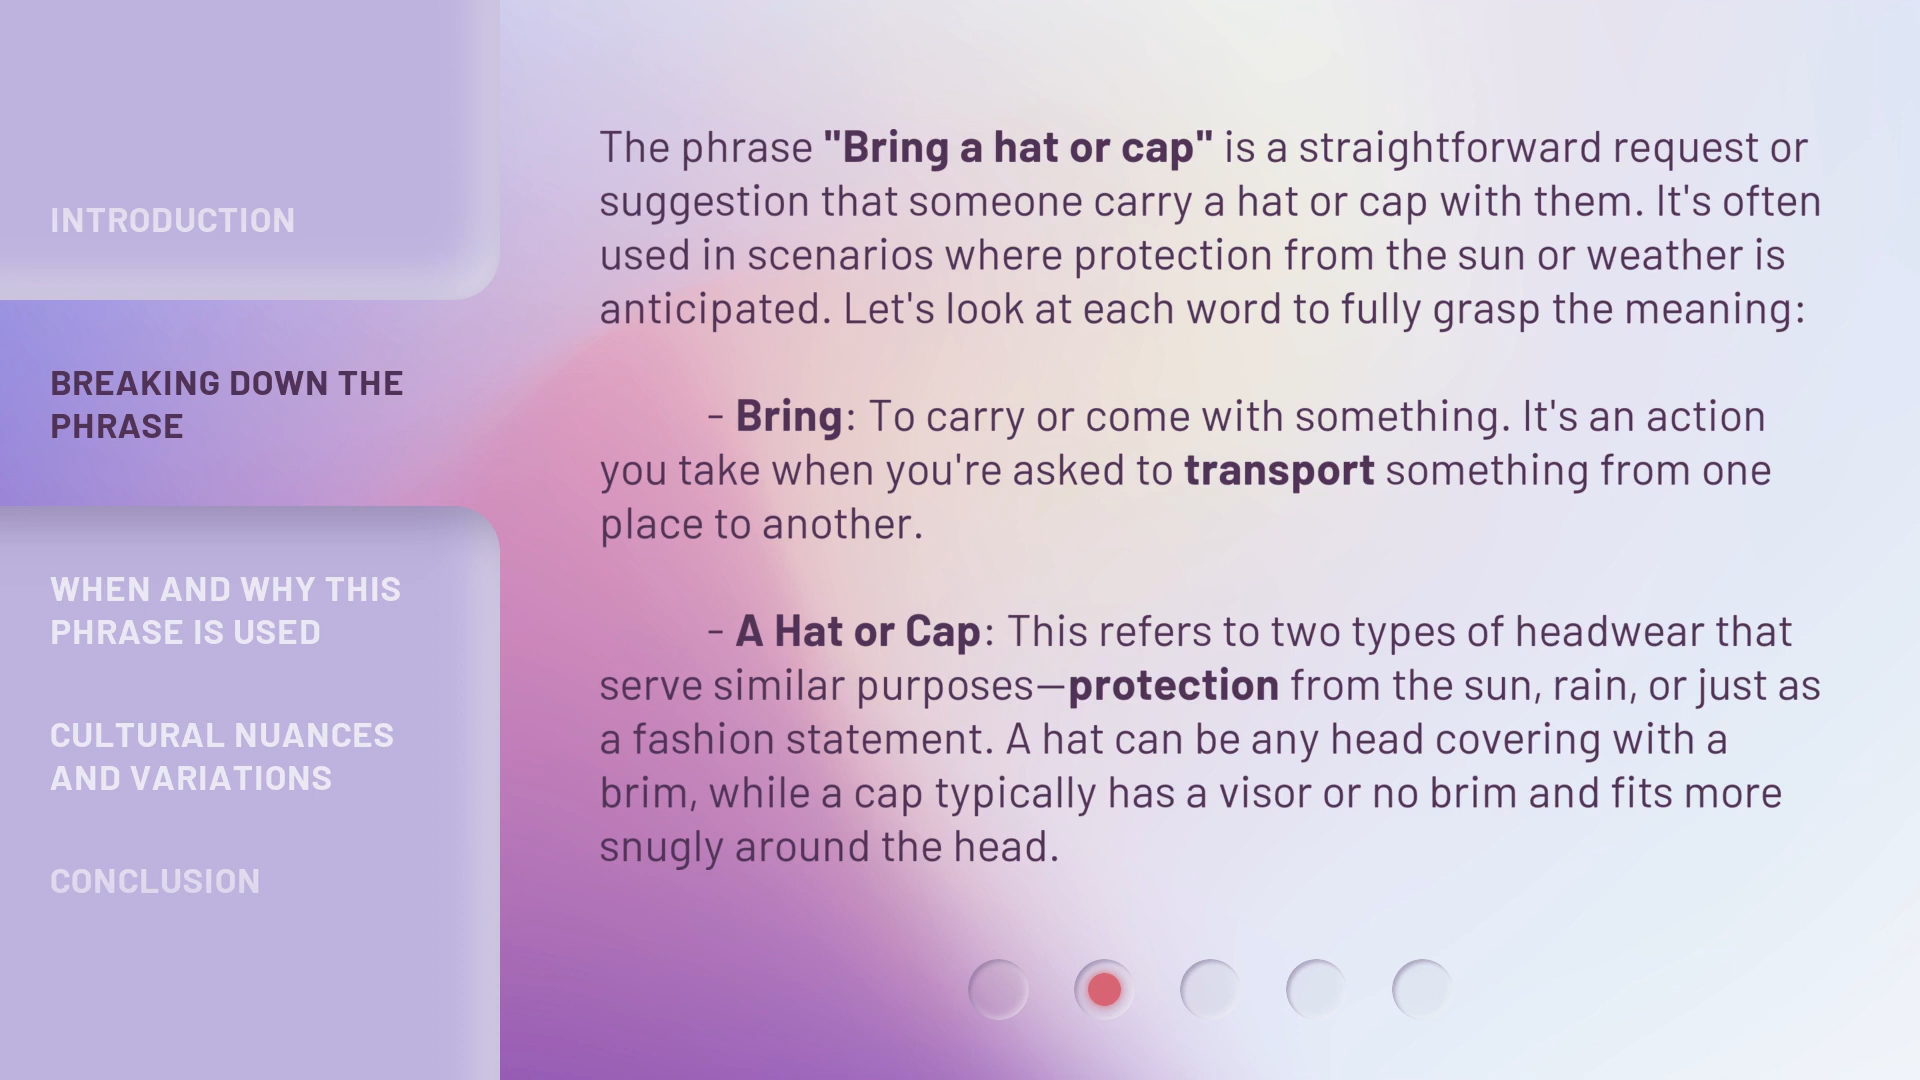 INTRODUCTION
BREAKING DOWN THE
PHRASE
WHEN AND WHY THIS
PHRASE IS USED
CULTURAL NUANCES
AND VARIATIONS
CONCLUSION
The phrase "Bring a hat or cap" is a straightforward request or
suggestion that someone carry a hat or cap with them. It's often
used in scenarios where protection from the sun or weather is
anticipated. Let's look at each word to fully grasp the meaning:
- Bring: To carry or come with something. It's an action
you take when you're asked to transport something from one
place to another.
- A Hat or Cap: This refers to two types of headwear that
serve similar purposes—protection from the sun, rain, or just as
a fashion statement. A hat can be any head covering with a
brim, while a cap typically has a visor or no brim and fits more
snugly around the head.